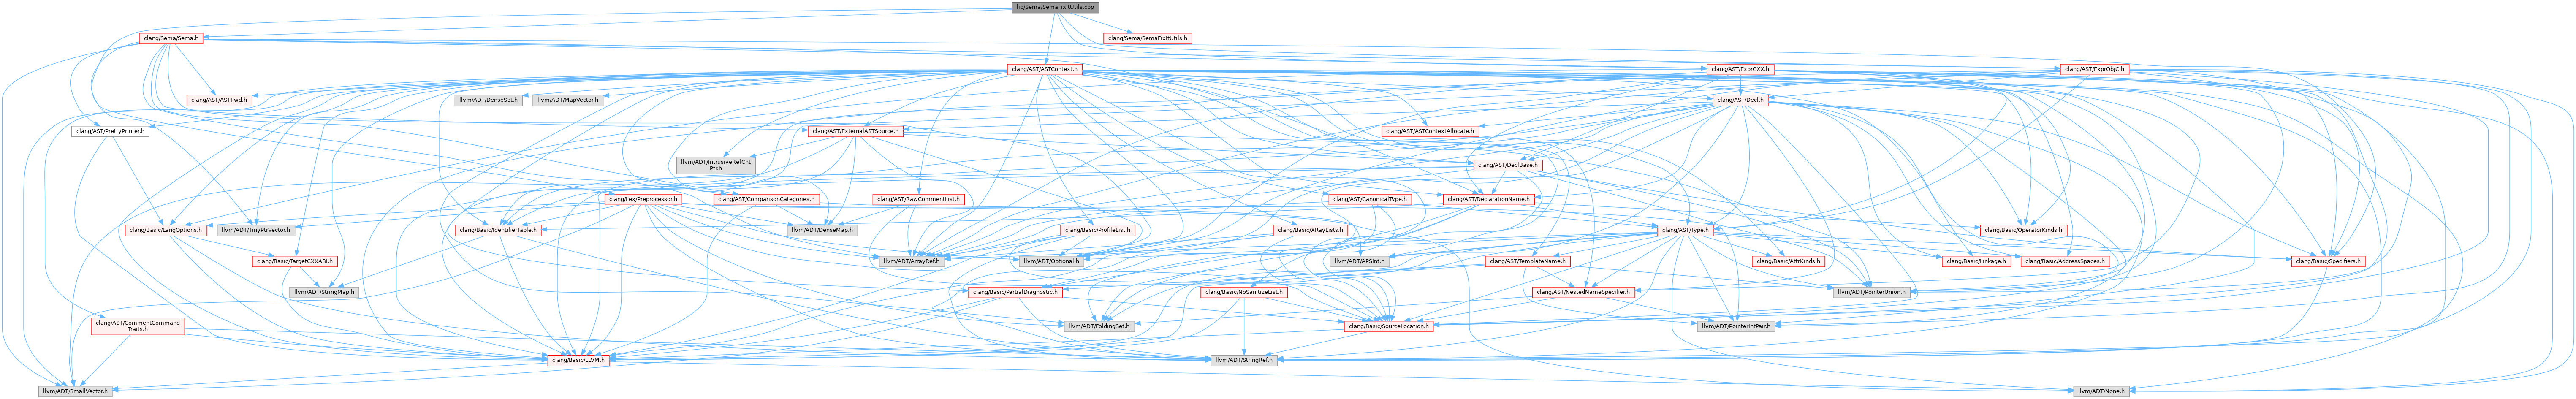 lib/Sema/SemaFixItUtils.cpp
clang/Sema/Sema.h
clang/Sema/SemaFixItUtils.h
clang/AST/ASTContext.h
clang/AST/ExprCXX.h
clang/AST/ExprObjC.h
clang/AST/ASTFwd.h
llvm/ADT/DenseSet.h
llvm/ADT/MapVector.h
clang/AST/Decl.h
clang/AST/PrettyPrinter.h
clang/AST/ExternalASTSource.h
clang/AST/ASTContextAllocate.h
llvm/ADT/IntrusiveRefCnt
Ptr.h
clang/AST/DeclBase.h
clang/Lex/Preprocessor.h
clang/AST/ComparisonCategories.h
clang/AST/RawCommentList.h
clang/AST/CanonicalType.h
clang/AST/DeclarationName.h
clang/Basic/LangOptions.h
llvm/ADT/TinyPtrVector.h
clang/Basic/IdentifierTable.h
llvm/ADT/DenseMap.h
clang/Basic/ProfileList.h
clang/Basic/XRayLists.h
clang/AST/Type.h
clang/Basic/OperatorKinds.h
clang/Basic/TargetCXXABI.h
llvm/ADT/ArrayRef.h
llvm/ADT/Optional.h
llvm/ADT/APSInt.h
clang/AST/TemplateName.h
clang/Basic/AttrKinds.h
clang/Basic/Linkage.h
clang/Basic/AddressSpaces.h
clang/Basic/Specifiers.h
llvm/ADT/StringMap.h
clang/Basic/PartialDiagnostic.h
clang/Basic/NoSanitizeList.h
clang/AST/NestedNameSpecifier.h
llvm/ADT/PointerUnion.h
clang/AST/CommentCommand
Traits.h
llvm/ADT/FoldingSet.h
clang/Basic/SourceLocation.h
llvm/ADT/PointerIntPair.h
clang/Basic/LLVM.h
llvm/ADT/StringRef.h
llvm/ADT/SmallVector.h
llvm/ADT/None.h